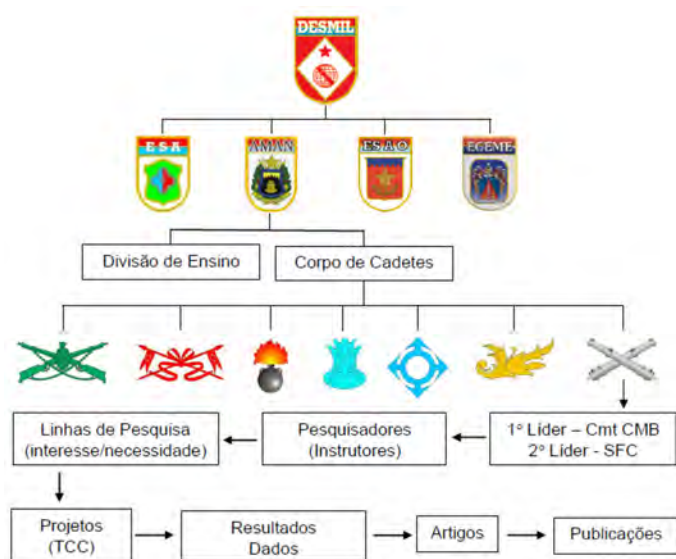 DESMIL
ESA
AMAN
ESAO
ECEME
Divisão de Ensino
Corpo de Cadetes
Linhas de Pesquisa
(interesse/necessidade)
Pesquisadores
(Instrutores)
1º Líder – Cmt CMB
2º Líder - SFC
Projetos
(TCC)
Resultados
Dados
Artigos
Publicações